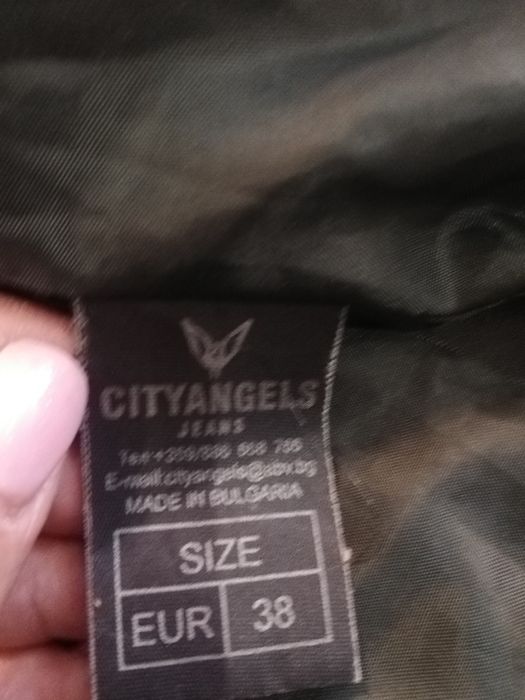 CITYANGELS
JEANS
E-mail:cityangels@abv.bg
MADE IN BULGARIA
SIZE
EUR 38